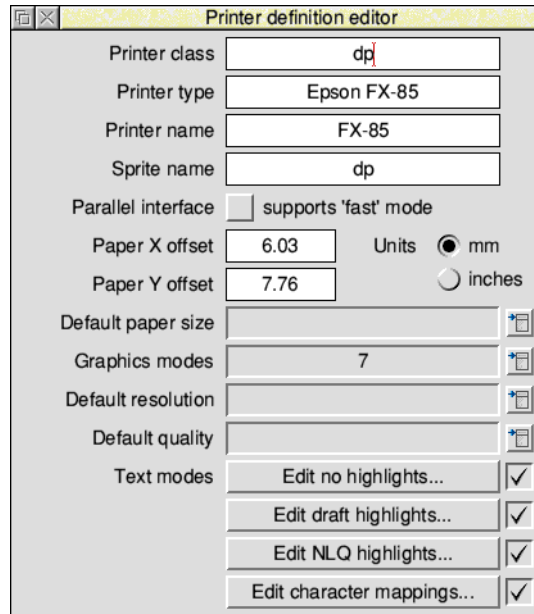 Printer definition editor
Printer class dp
Printer type Epson FX-85
Printer name FX-85
Sprite name dp
Parallel interface supports 'fast' mode
Paper X offset 6.03 Units mm
Paper Y offset 7.76 inches
Default paper size
Graphics modes 7
Default resolution
Default quality
Text modes Edit no highlights...
Edit draft highlights...
Edit NLQ highlights...
Edit character mappings...